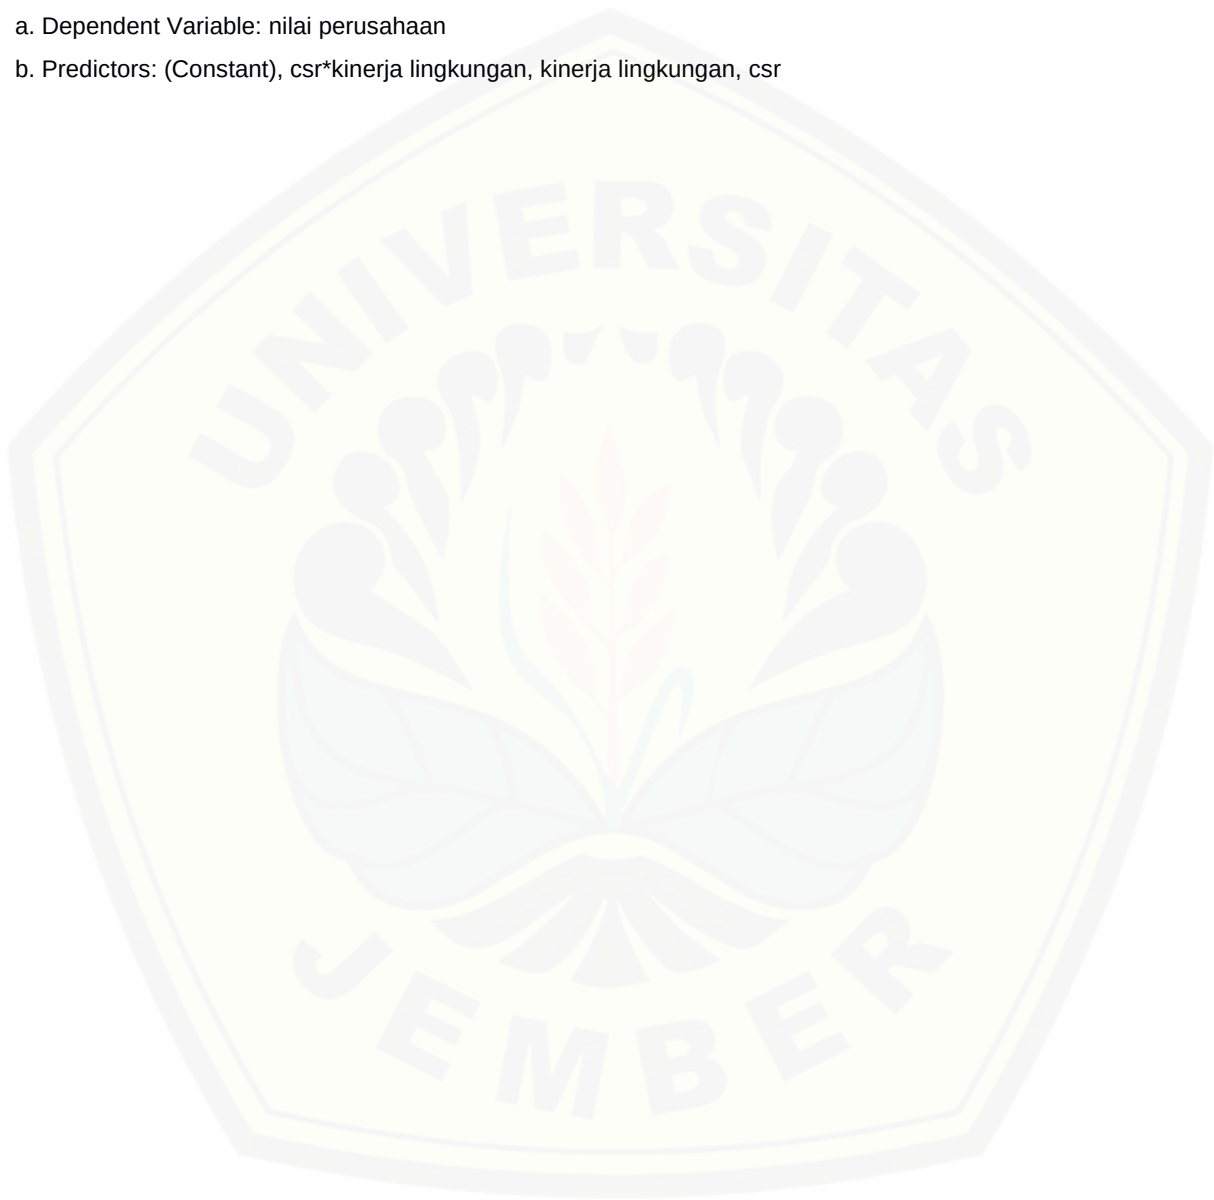 a. Dependent Variable: nilai perusahaan
b. Predictors: (Constant), csr*kinerja lingkungan, kinerja lingkungan, csr
UNIVERSITAS
JEMBER